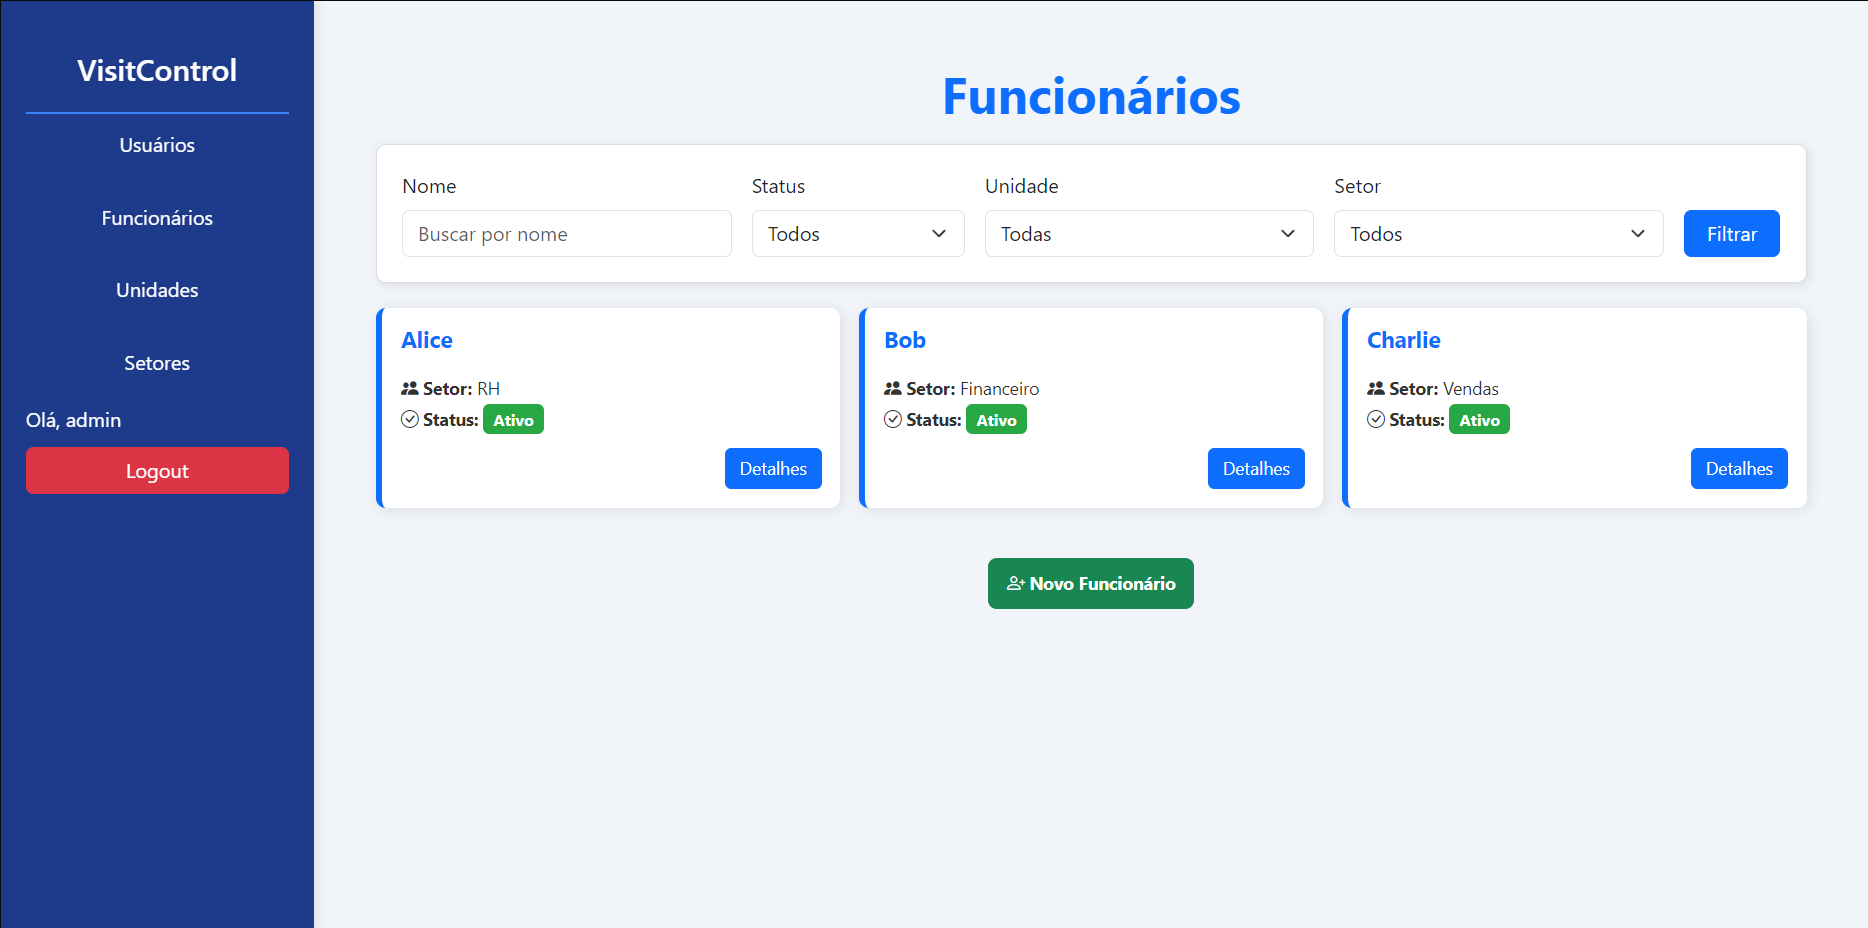 VisitControl
Usuários
Funcionários
Unidades
Setores
Olá, admin
Logout
Funcionários
Nome Status Unidade Setor
Buscar por nome Todos Todas Todos Filtrar
Alice
Setor: RH
Status: Ativo
Detalhes
Bob
Setor: Financeiro
Status: Ativo
Detalhes
Charlie
Setor: Vendas
Status: Ativo
Detalhes
Novo Funcionário